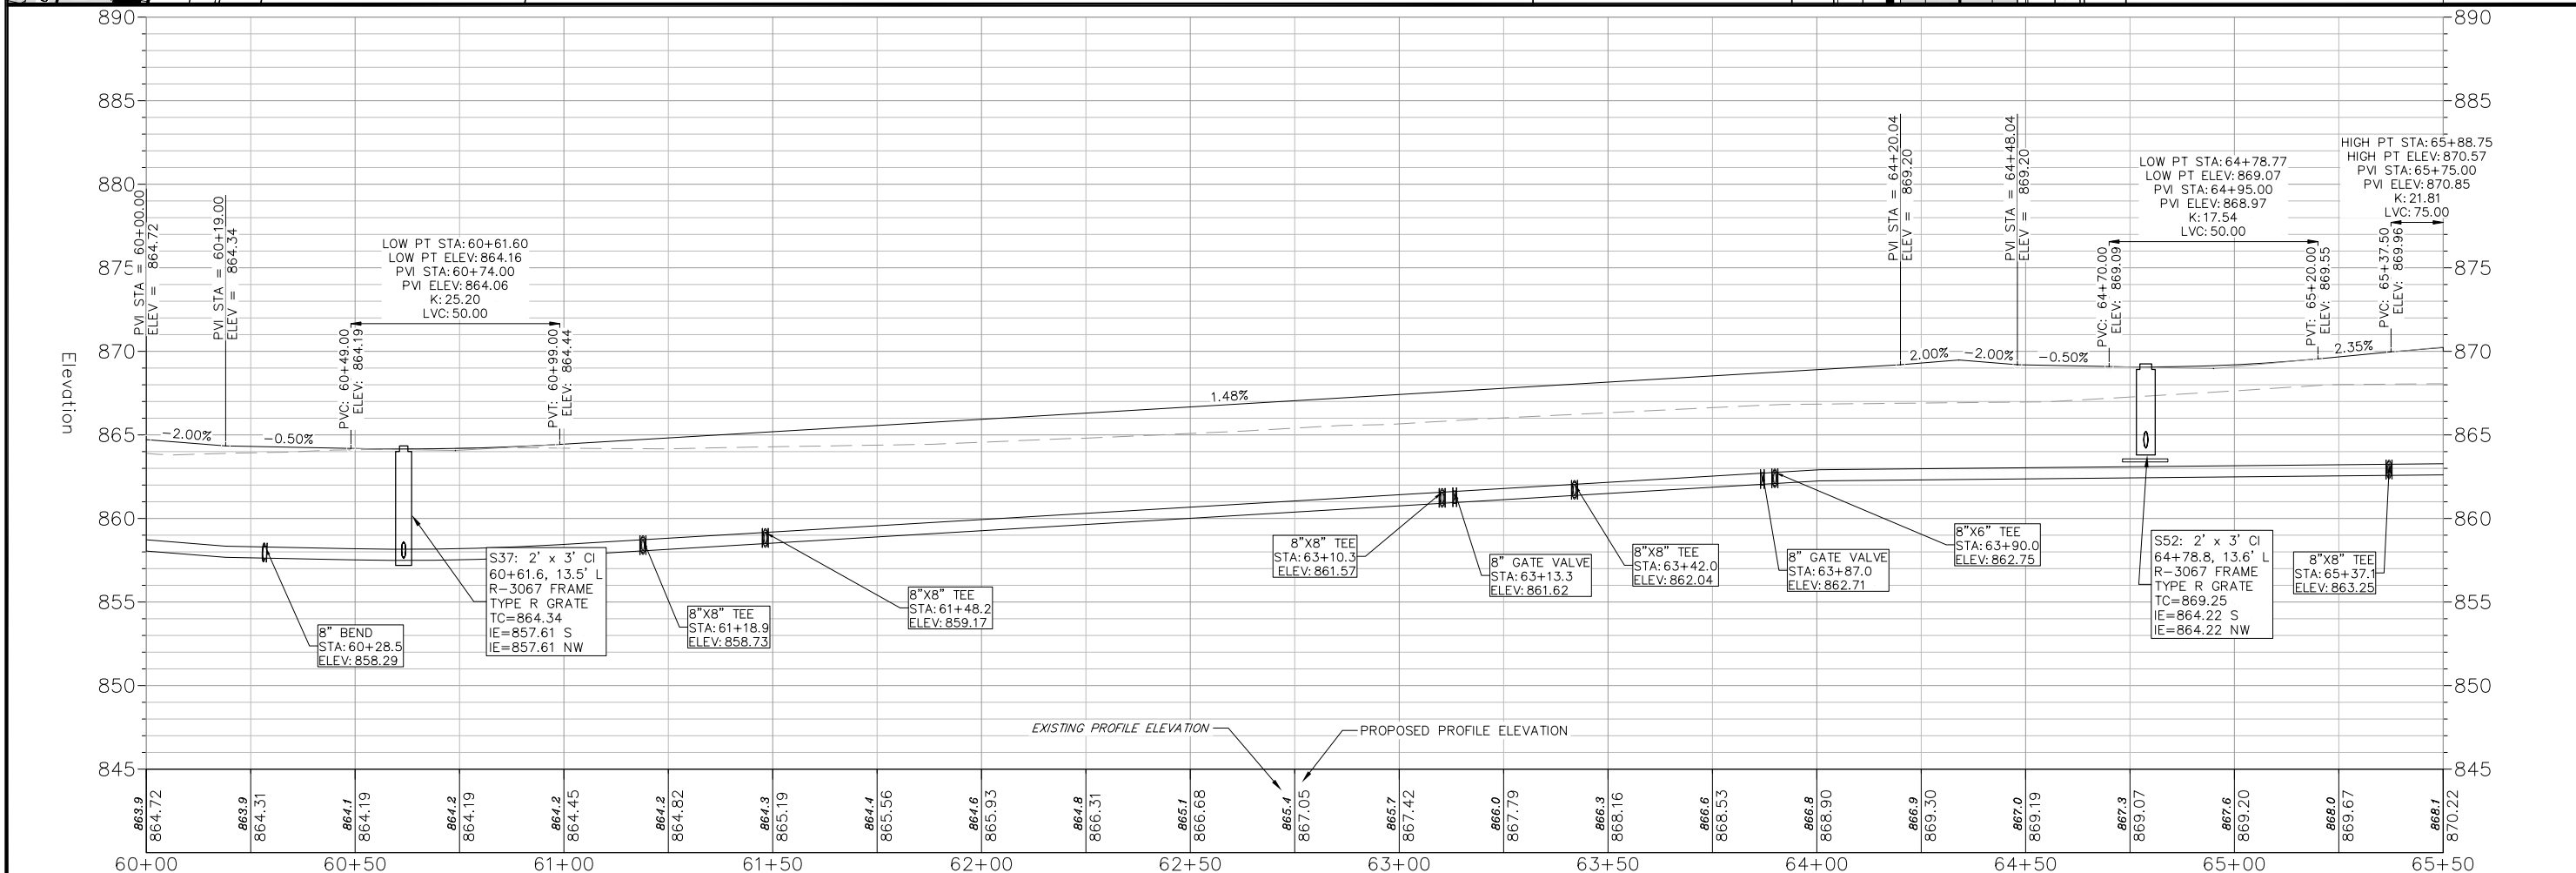 890
885
880
875
870
865
860
855
850
845
Elevation
890
885
880
875
870
865
860
855
850
845
PVI STA = 60+00.00
ELEV = 864.72
PVI STA = 60+19.00
ELEV = 864.34
LOW PT STA: 60+61.60
LOW PT ELEV: 864.16
PVI STA: 60+74.00
PVI ELEV: 864.06
K: 25.20
LVC: 50.00
PVC: 60+49.00
ELEV: 864.19
PVT: 60+99.00
ELEV: 864.44
PVI STA = 64+20.04
ELEV = 869.20
PVI STA = 64+48.04
ELEV = 869.20
LOW PT STA: 64+78.77
LOW PT ELEV: 869.07
PVI STA: 64+95.00
PVI ELEV: 868.97
K: 17.54
LVC: 50.00
PVC: 64+70.00
ELEV: 869.09
PVT: 65+20.00
ELEV: 869.55
HIGH PT STA: 65+88.75
HIGH PT ELEV: 870.57
PVI STA: 65+75.00
PVI ELEV: 870.85
K: 21.81
LVC: 75.00
PVC: 65+37.50
ELEV: 869.96
-2.00%
-0.50%
1.48%
2.00%
-2.00%
-0.50%
2.35%
8" BEND
STA: 60+28.5
ELEV: 858.29
S37: 2' x 3' CI
60+61.6, 13.5' L
R-3067 FRAME
TYPE R GRATE
TC=864.34
IE=857.61 S
IE=857.61 NW
8"X8" TEE
STA: 61+18.9
ELEV: 858.73
8"X8" TEE
STA: 61+48.2
ELEV: 859.17
8"X8" TEE
STA: 63+10.3
ELEV: 861.57
8" GATE VALVE
STA: 63+13.3
ELEV: 861.62
8"X8" TEE
STA: 63+42.0
ELEV: 862.04
8" GATE VALVE
STA: 63+87.0
ELEV: 862.71
8"X6" TEE
STA: 63+90.0
ELEV: 862.75
S52: 2' x 3' CI
64+78.8, 13.6' L
R-3067 FRAME
TYPE R GRATE
TC=869.25
IE=864.22 S
IE=864.22 NW
8"X8" TEE
STA: 65+37.1
ELEV: 863.25
EXISTING PROFILE ELEVATION
PROPOSED PROFILE ELEVATION
863.9
864.72
863.9
864.31
864.1
864.19
864.2
864.19
864.2
864.45
864.2
864.82
864.3
865.19
864.4
865.56
864.6
865.93
864.8
866.31
865.1
866.68
865.4
867.05
865.7
867.42
866.0
867.79
866.3
868.16
866.6
868.53
866.8
868.90
866.9
869.30
867.0
869.19
867.3
869.07
867.6
869.20
868.0
869.67
868.1
870.22
60+00
60+50
61+00
61+50
62+00
62+50
63+00
63+50
64+00
64+50
65+00
65+50